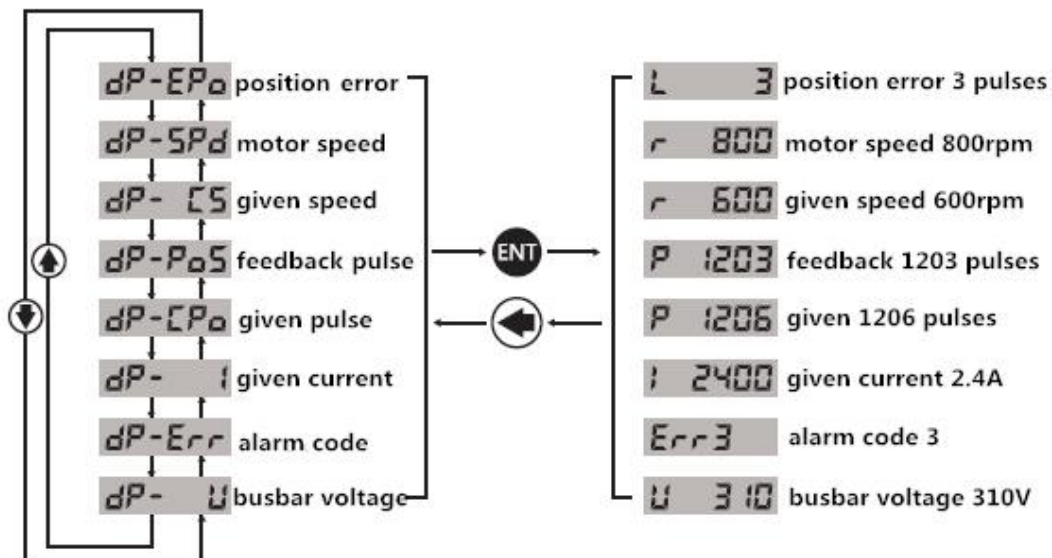 dP-EPo position error
dP-SPd motor speed
dP- CS given speed
dP-PoS feedback pulse
dP-CPo given pulse
dP- I given current
dP-Err alarm code
dP- U busbar voltage
ENT
L 3 position error 3 pulses
r 800 motor speed 800rpm
r 600 given speed 600rpm
P 1203 feedback 1203 pulses
P 1206 given 1206 pulses
I 2400 given current 2.4A
Err3 alarm code 3
U 310 busbar voltage 310V